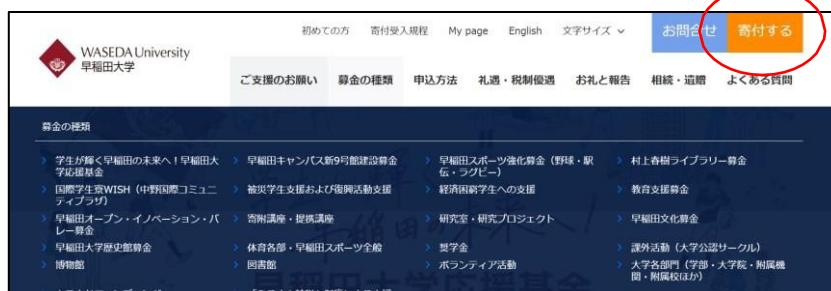 初めての方 寄付受入規程 My page English 文字サイズ お問合せ 寄付する
WASEDA University
早稲田大学
ご支援のお願い 募金の種類 申込方法 礼遇・税制優遇 お礼と報告 相続・遺贈 よくある質問
募金の種類
学生が輝く早稲田の未来へ！早稲田大
学応援基金
早稲田キャンパス新9号館建設募金
早稲田スポーツ強化募金（野球・駅
伝・ラグビー）
村上春樹ライブラリー募金
国際学生寮WISH（中野国際コミュニ
ティプラザ）
被災学生支援および復興活動支援
経済困窮学生への支援
教育支援募金
早稲田オープン・イノベーション・バ
レー募金
寄附講座・提携講座
研究室・研究プロジェクト
早稲田文化募金
早稲田大学歴史館募金
体育各部・早稲田スポーツ全般
奨学金
課外活動（大学公認サークル）
博物館
図書館
ボランティア活動
大学各部門（学部・大学院・附属機
関・附属校ほか）